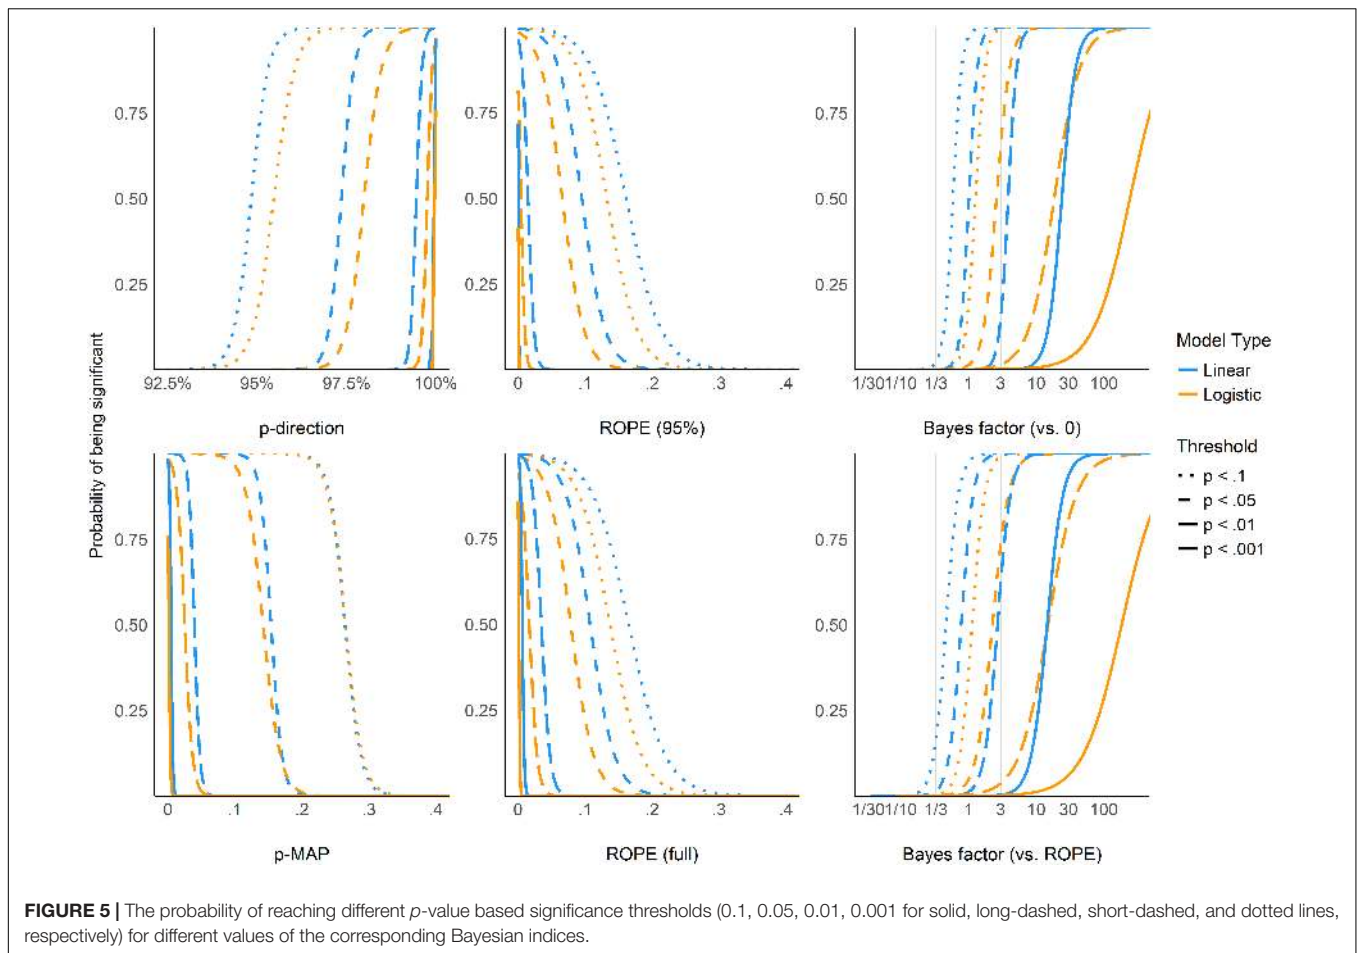 Probability of being significant
0.75
0.50
0.25
92.5% 95% 97.5% 100%
p-direction
0.75
0.50
0.25
0 .1 .2 .3 .4
ROPE (95%)
0.75
0.50
0.25
1/30 1/10 1/3 1 3 10 30 100
Bayes factor (vs. 0)
0.75
0.50
0.25
0 .1 .2 .3 .4
p-MAP
0.75
0.50
0.25
0 .1 .2 .3 .4
ROPE (full)
0.75
0.50
0.25
1/30 1/10 1/3 1 3 10 30 100
Bayes factor (vs. ROPE)
Model Type
Linear
Logistic
Threshold
p < .1
p < .05
p < .01
p < .001
FIGURE 5 | The probability of reaching different p-value based significance thresholds (0.1, 0.05, 0.01, 0.001 for solid, long-dashed, short-dashed, and dotted lines,
respectively) for different values of the corresponding Bayesian indices.